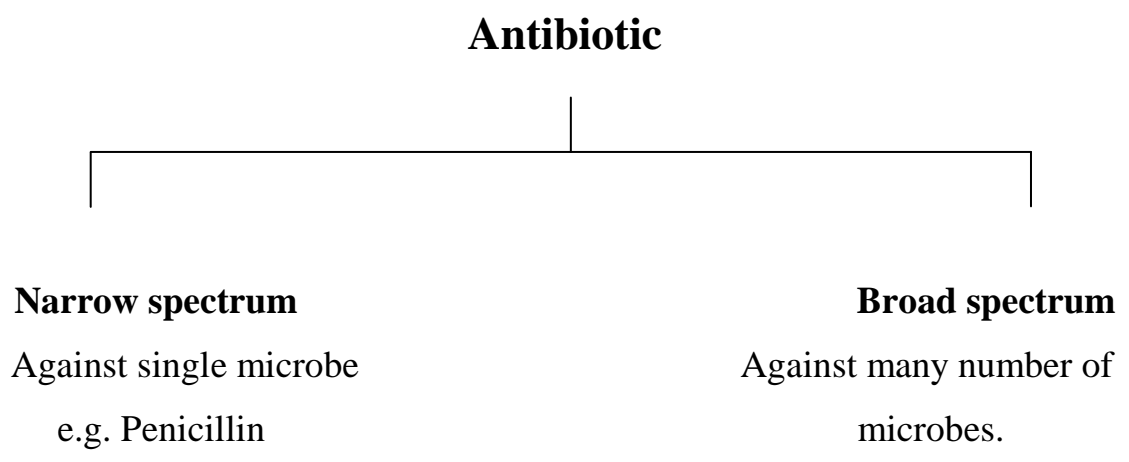 Antibiotic
Narrow spectrum
Against single microbe
e.g. Penicillin
Broad spectrum
Against many number of
microbes.